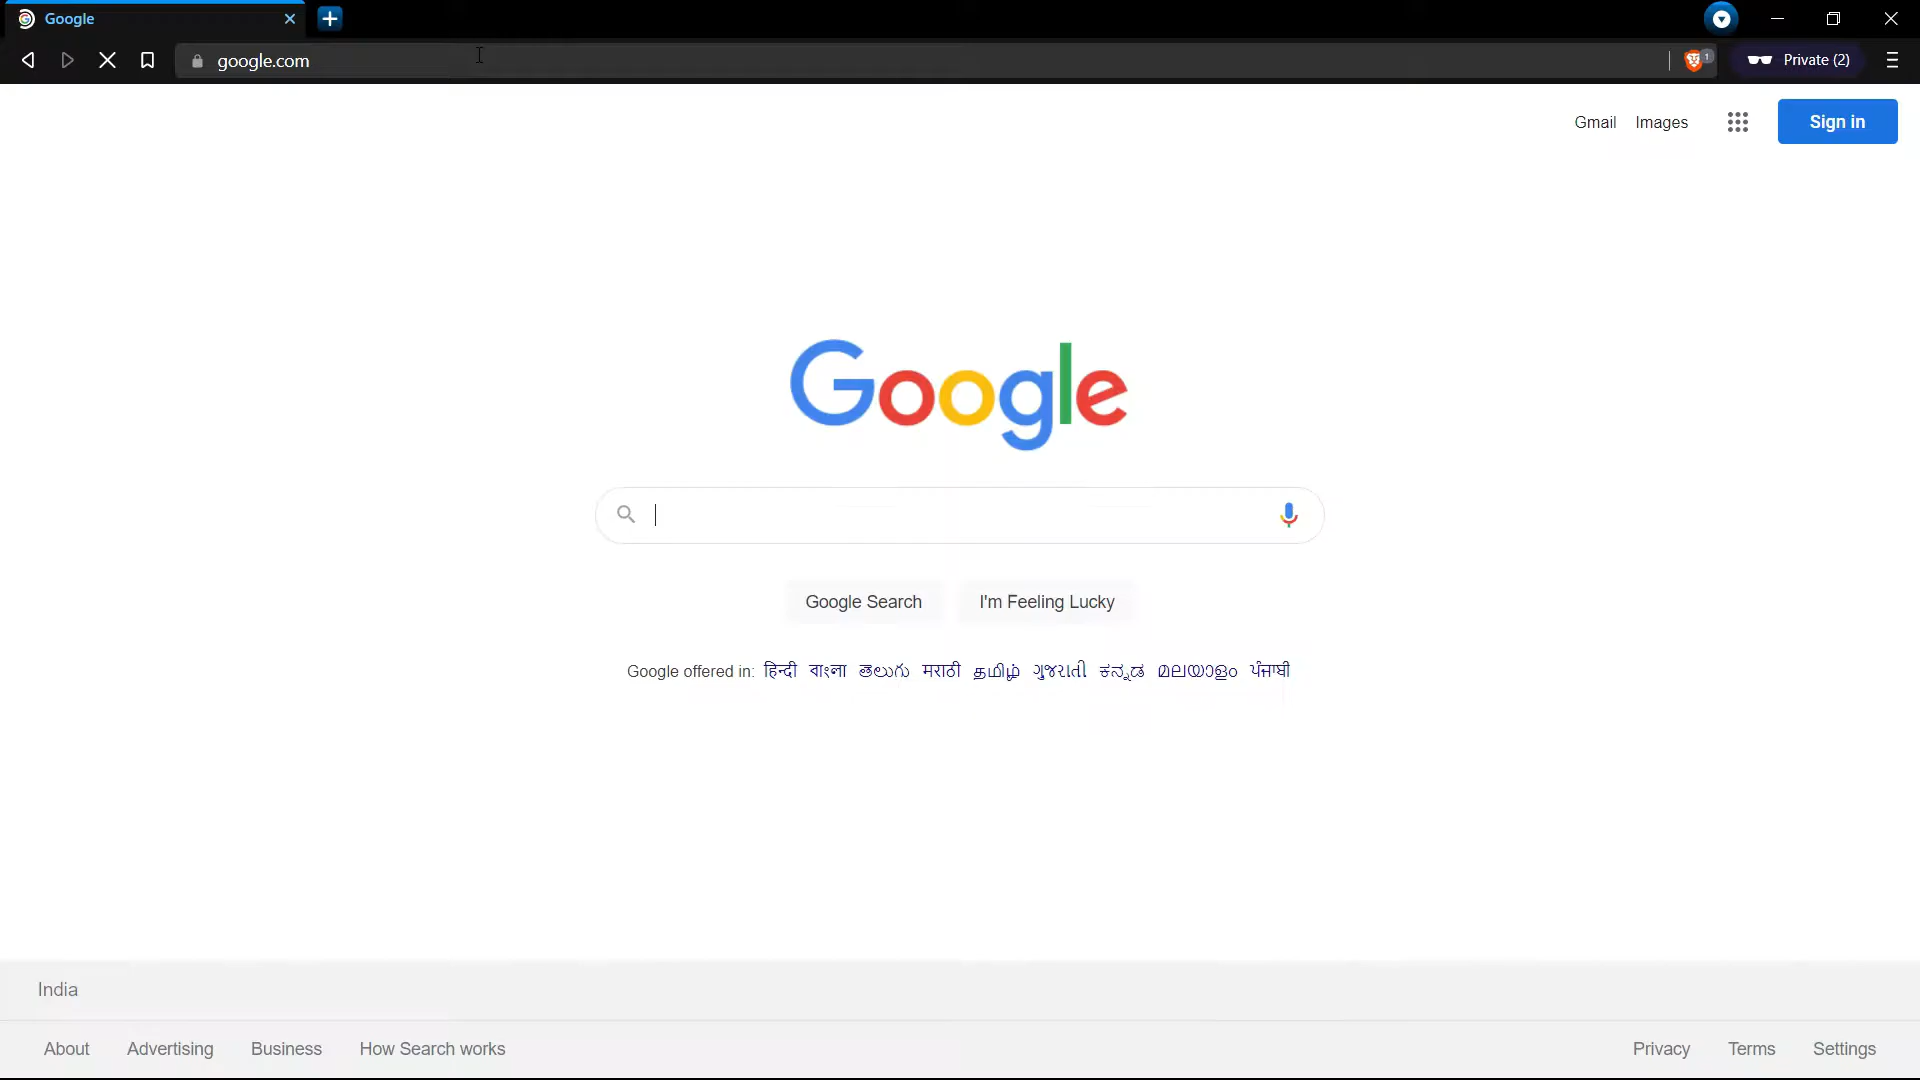 Google
google.com
1
Private (2)
Gmail Images
Sign in
Google
Google Search I'm Feeling Lucky
Google offered in: हिन्दी বাংলা తెలుగు मराठी தமிழ் ગુજરાતી ಕನ್ನಡ മലയാളം ਪੰਜਾਬੀ
India
About Advertising Business How Search works Privacy Terms Settings